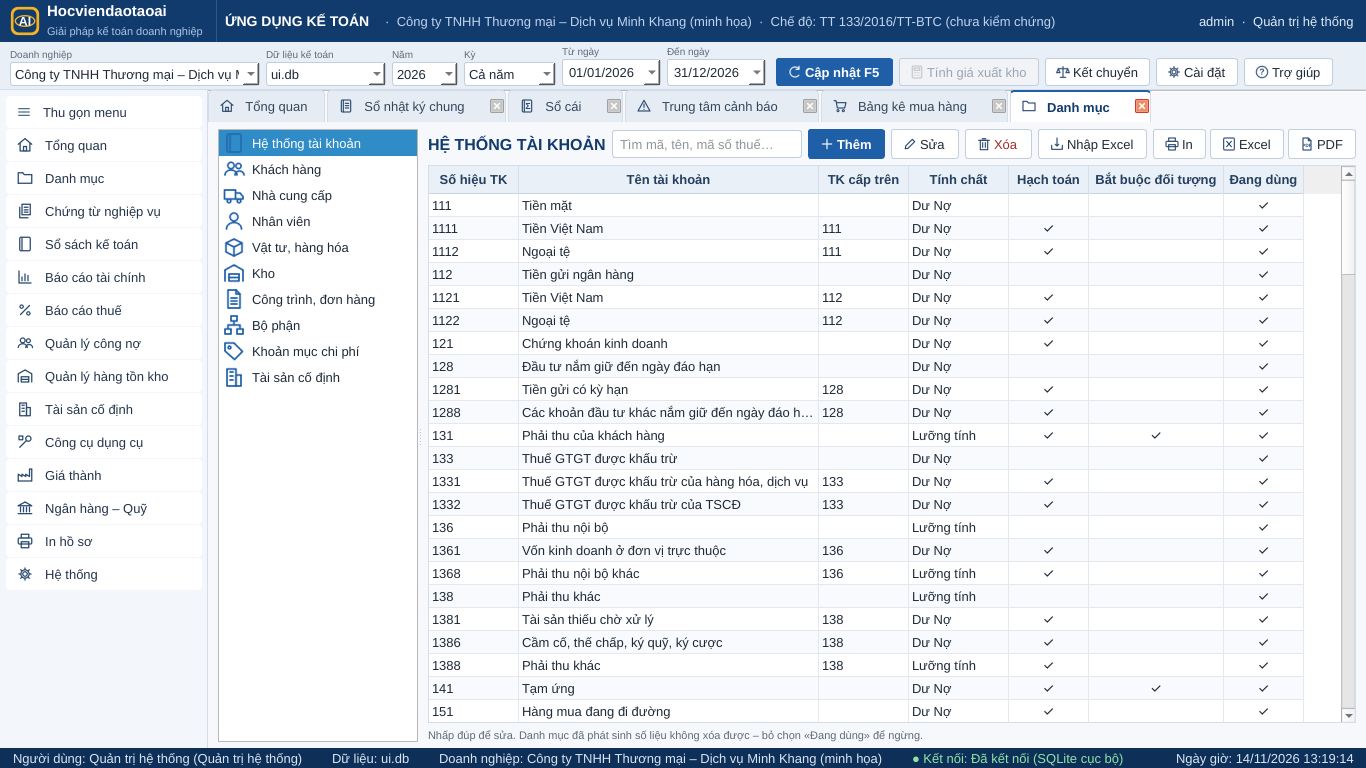 Hocviendaotaoai
Giải pháp kế toán doanh nghiệp
ỨNG DỤNG KẾ TOÁN · Công ty TNHH Thương mại – Dịch vụ Minh Khang (minh họa) · Chế độ: TT 133/2016/TT-BTC (chưa kiểm chứng)
admin · Quản trị hệ thống
Doanh nghiệp Dữ liệu kế toán Năm Kỳ Từ ngày Đến ngày
Công ty TNHH Thương mại – Dịch vụ M ui.db 2026 Cả năm 01/01/2026 31/12/2026 Cập nhật F5 Tính giá xuất kho Kết chuyển Cài đặt Trợ giúp
Thu gọn menu
Tổng quan
Danh mục
Chứng từ nghiệp vụ
Sổ sách kế toán
Báo cáo tài chính
Báo cáo thuế
Quản lý công nợ
Quản lý hàng tồn kho
Tài sản cố định
Công cụ dụng cụ
Giá thành
Ngân hàng – Quỹ
In hồ sơ
Hệ thống
Tổng quan Sổ nhật ký chung Sổ cái Trung tâm cảnh báo Bảng kê mua hàng Danh mục
Hệ thống tài khoản
Khách hàng
Nhà cung cấp
Nhân viên
Vật tư, hàng hóa
Kho
Công trình, đơn hàng
Bộ phận
Khoản mục chi phí
Tài sản cố định
HỆ THỐNG TÀI KHOẢN Tìm mã, tên, mã số thuế… Thêm Sửa Xóa Nhập Excel In Excel PDF
Số hiệu TK Tên tài khoản TK cấp trên Tính chất Hạch toán Bắt buộc đối tượng Đang dùng
111 Tiền mặt Dư Nợ ✓
1111 Tiền Việt Nam 111 Dư Nợ ✓ ✓
1112 Ngoại tệ 111 Dư Nợ ✓ ✓
112 Tiền gửi ngân hàng Dư Nợ ✓
1121 Tiền Việt Nam 112 Dư Nợ ✓ ✓
1122 Ngoại tệ 112 Dư Nợ ✓ ✓
121 Chứng khoán kinh doanh Dư Nợ ✓ ✓
128 Đầu tư nắm giữ đến ngày đáo hạn Dư Nợ ✓
1281 Tiền gửi có kỳ hạn 128 Dư Nợ ✓ ✓
1288 Các khoản đầu tư khác nắm giữ đến ngày đáo h… 128 Dư Nợ ✓ ✓
131 Phải thu của khách hàng Lưỡng tính ✓ ✓ ✓
133 Thuế GTGT được khấu trừ Dư Nợ ✓
1331 Thuế GTGT được khấu trừ của hàng hóa, dịch vụ 133 Dư Nợ ✓ ✓
1332 Thuế GTGT được khấu trừ của TSCĐ 133 Dư Nợ ✓ ✓
136 Phải thu nội bộ Lưỡng tính ✓
1361 Vốn kinh doanh ở đơn vị trực thuộc 136 Dư Nợ ✓ ✓
1368 Phải thu nội bộ khác 136 Lưỡng tính ✓ ✓
138 Phải thu khác Lưỡng tính ✓
1381 Tài sản thiếu chờ xử lý 138 Dư Nợ ✓ ✓
1386 Cầm cố, thế chấp, ký quỹ, ký cược 138 Dư Nợ ✓ ✓
1388 Phải thu khác 138 Lưỡng tính ✓ ✓
141 Tạm ứng Dư Nợ ✓ ✓ ✓
151 Hàng mua đang đi đường Dư Nợ ✓ ✓
Nhấp đúp để sửa. Danh mục đã phát sinh số liệu không xóa được – bỏ chọn «Đang dùng» để ngừng.
Người dùng: Quản trị hệ thống (Quản trị hệ thống) Dữ liệu: ui.db Doanh nghiệp: Công ty TNHH Thương mại – Dịch vụ Minh Khang (minh họa) ● Kết nối: Đã kết nối (SQLite cục bộ) Ngày giờ: 14/11/2026 13:19:14